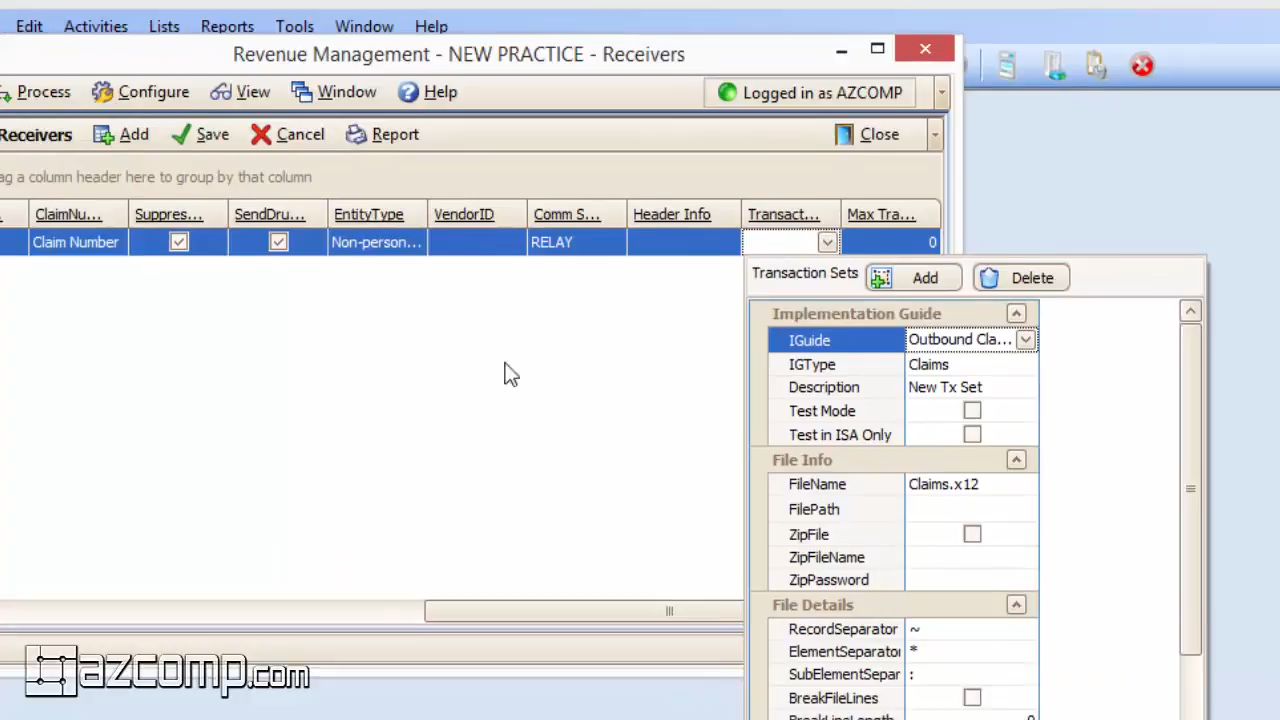 Edit Activities Lists Reports Tools Window Help
Revenue Management - NEW PRACTICE - Receivers
Process Configure View Window Help Logged in as AZCOMP
Receivers Add Save Cancel Report Close
ag a column header here to group by that column
ClaimNu... Suppres... SendDru... EntityType VendorID Comm S... Header Info Transact... Max Tra...
Claim Number Non-person... RELAY 0
Transaction Sets Add Delete
Implementation Guide
IGuide Outbound Cla...
IGType Claims
Description New Tx Set
Test Mode
Test in ISA Only
File Info
FileName Claims.x12
FilePath
ZipFile
ZipFileName
ZipPassword
File Details
RecordSeparator ~
ElementSeparator *
SubElementSepar :
BreakFileLines
BreakLineLength 0
azcomp.com